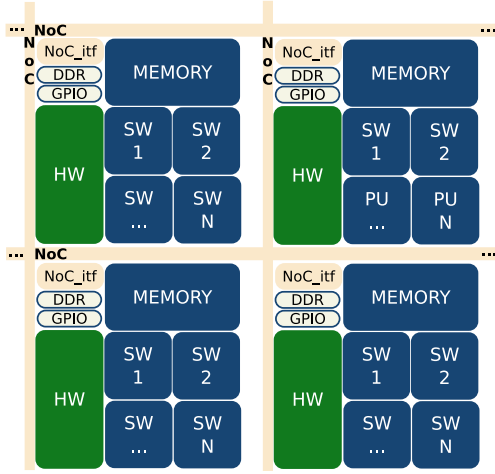 ... NoC ...
N
o
C
NoC_itf
DDR
GPIO
MEMORY
HW
SW
1
SW
2
SW
...
SW
N
N
o
C
NoC_itf
DDR
GPIO
MEMORY
HW
SW
1
SW
2
PU
...
PU
N
... NoC ...
NoC_itf
DDR
GPIO
MEMORY
HW
SW
1
SW
2
SW
...
SW
N
NoC_itf
DDR
GPIO
MEMORY
HW
SW
1
SW
2
SW
...
SW
N